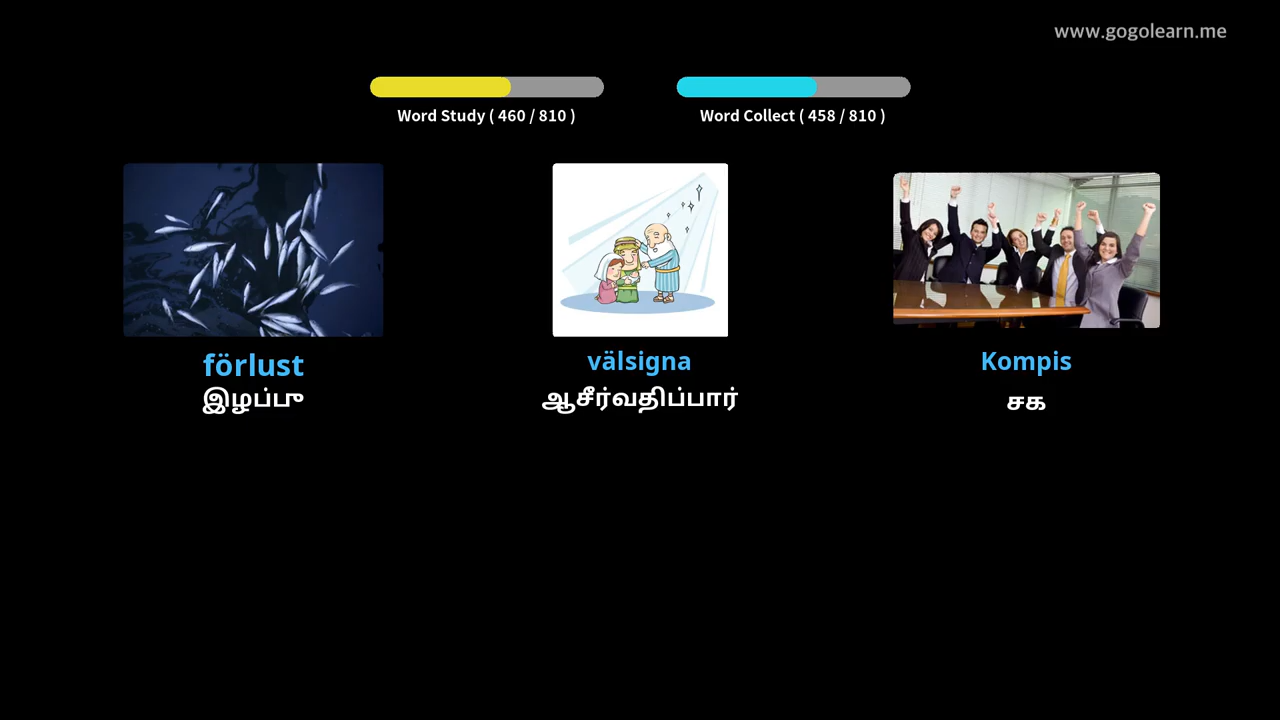 www.gogolearn.me
Word Study ( 460 / 810 )
Word Collect ( 458 / 810 )
förlust
இழப்பு
välsigna
ஆசீர்வதிப்பார்
Kompis
சக